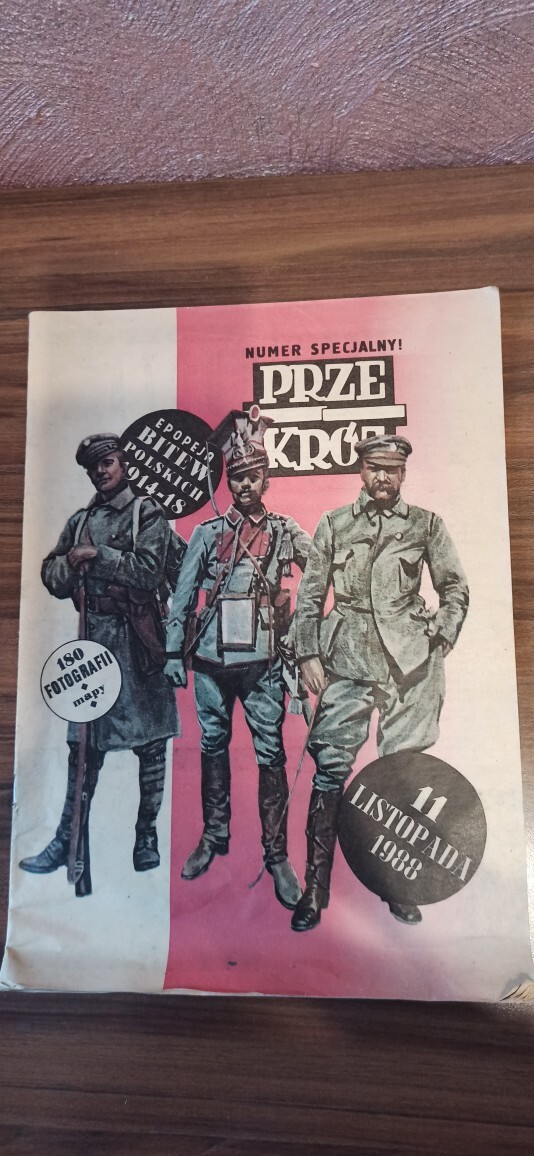 NUMER SPECJALNY!
PRZE
KRÓJ
EPOPEJA
BITEW
POLSKICH
1914-18
180
FOTOGRAFII
mapy
11
LISTOPADA
1988